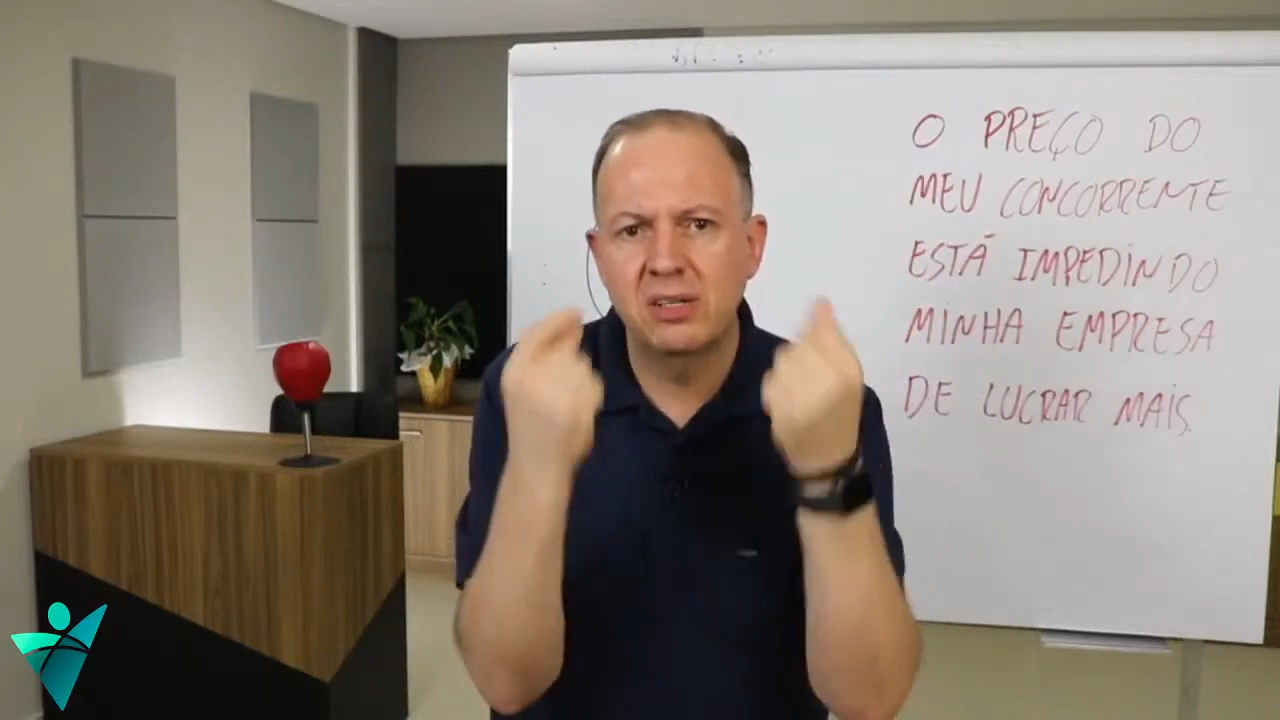 O PREÇO DO
MEU CONCORRENTE
ESTÁ IMPEDINDO
MINHA EMPRESA
DE LUCRAR MAIS.